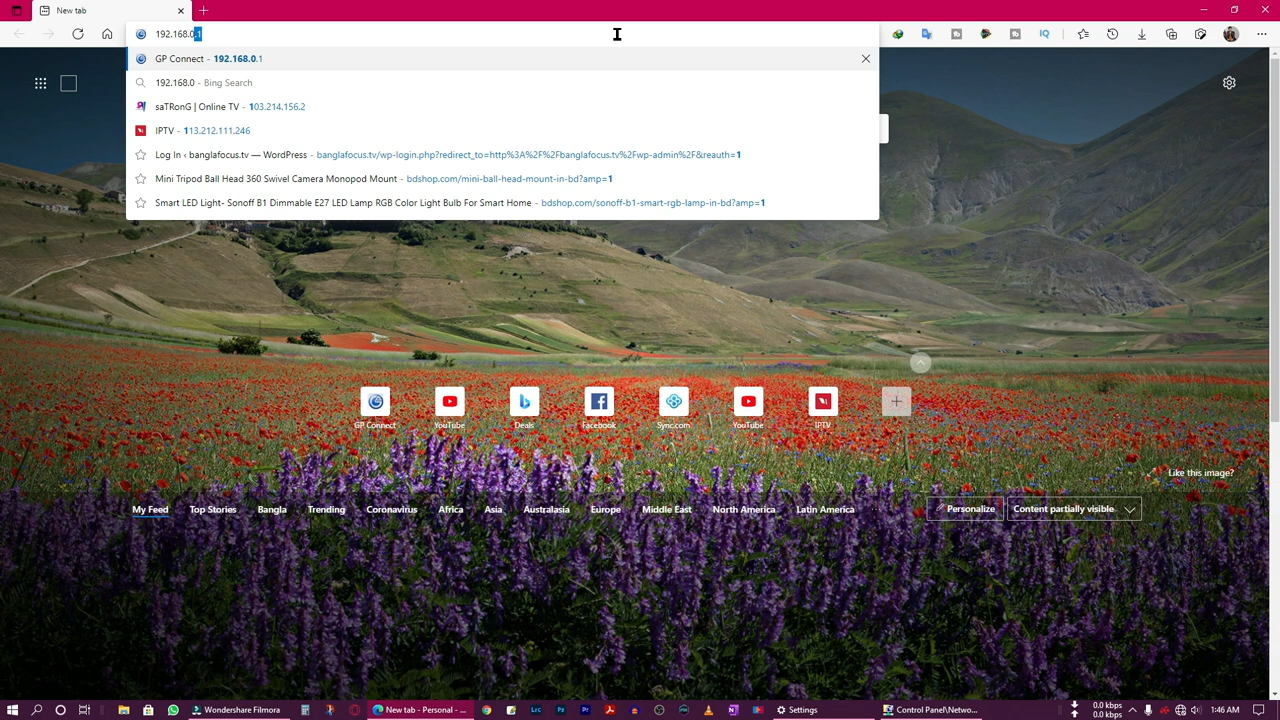 New tab
192.168.0.1
GP Connect - 192.168.0.1
192.168.0 - Bing Search
saTRonG | Online TV - 103.214.156.2
IPTV - 113.212.111.246
Log In ‹ banglafocus.tv — WordPress - banglafocus.tv/wp-login.php?redirect_to=http%3A%2F%2Fbanglafocus.tv%2Fwp-admin%2F&reauth=1
Mini Tripod Ball Head 360 Swivel Camera Monopod Mount - bdshop.com/mini-ball-head-mount-in-bd?amp=1
Smart LED Light- Sonoff B1 Dimmable E27 LED Lamp RGB Color Light Bulb For Smart Home - bdshop.com/sonoff-b1-smart-rgb-lamp-in-bd?amp=1
IQ
GP Connect YouTube Deals Facebook Sync.com YouTube IPTV
Like this image?
My Feed Top Stories Bangla Trending Coronavirus Africa Asia Australasia Europe Middle East North America Latin America Personalize Content partially visible
Wondershare Filmora New tab - Personal - ... Lrc Ps Pr Settings Control Panel\Netwo... 0.0 kbps 0.0 kbps 1:46 AM